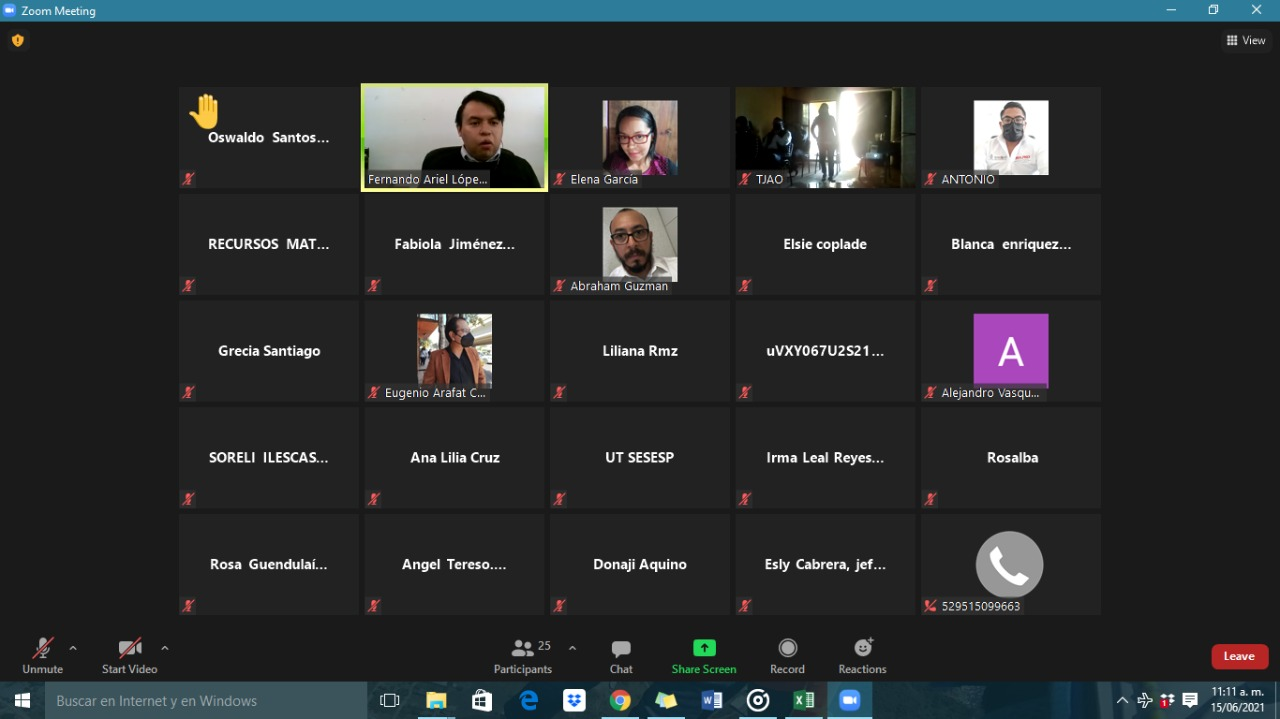 Zoom Meeting
View
Oswaldo Santos...
Fernando Ariel Lópe...
Elena García
TJAO
ANTONIO
RECURSOS MAT...
Fabiola Jiménez...
Abraham Guzman
Elsie coplade
Blanca enriquez...
Grecia Santiago
Eugenio Arafat C...
Liliana Rmz
uVXY067U2S21...
A
Alejandro Vasqu...
SORELI ILESCAS...
Ana Lilia Cruz
UT SESESP
Irma Leal Reyes...
Rosalba
Rosa Guendulaí...
Angel Tereso....
Donaji Aquino
Esly Cabrera, jef...
529515099663
Unmute
Start Video
25
Participants
Chat
Share Screen
Record
Reactions
Leave
Buscar en Internet y en Windows
1
11:11 a. m.
15/06/2021